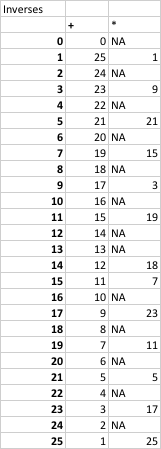 Inverses
+ *
0 0 NA
1 25 1
2 24 NA
3 23 9
4 22 NA
5 21 21
6 20 NA
7 19 15
8 18 NA
9 17 3
10 16 NA
11 15 19
12 14 NA
13 13 NA
14 12 18
15 11 7
16 10 NA
17 9 23
18 8 NA
19 7 11
20 6 NA
21 5 5
22 4 NA
23 3 17
24 2 NA
25 1 25